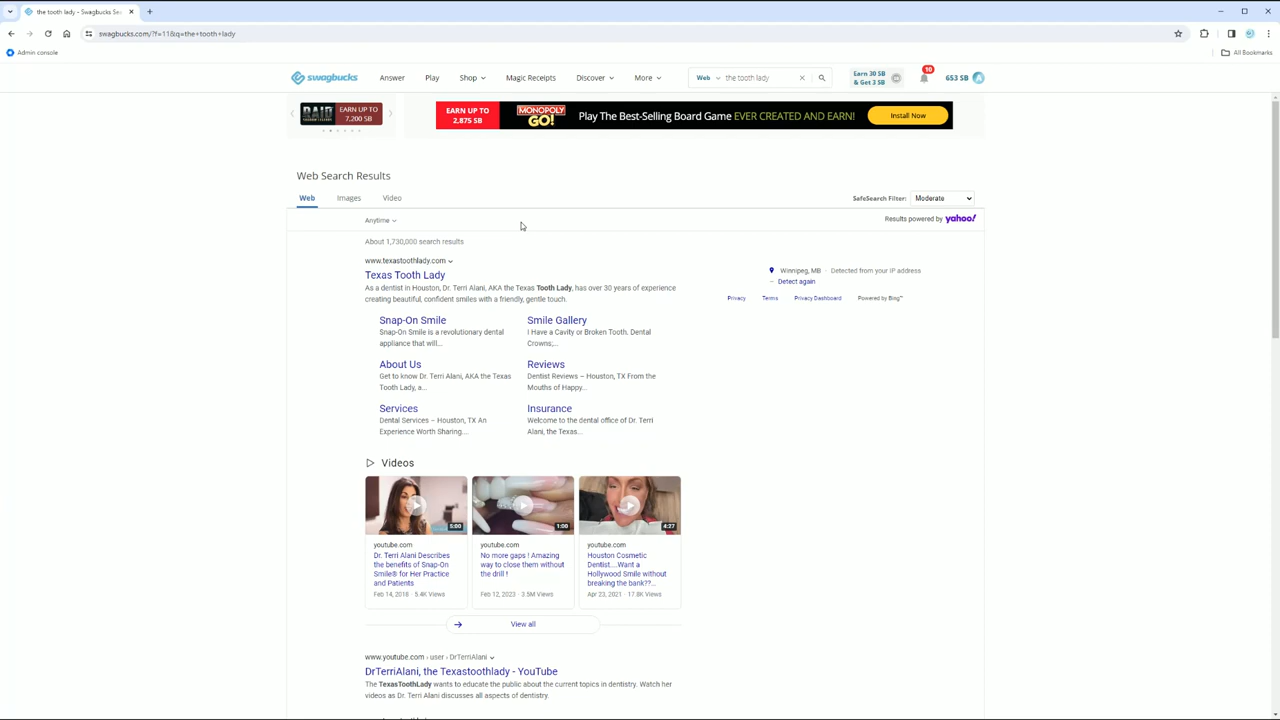 the tooth lady - Swagbucks Se
swagbucks.com/?f=11&q=the+tooth+lady
Admin console
All Bookmarks
swagbucks
Answer
Play
Shop
Magic Receipts
Discover
More
Web
the tooth lady
Earn 30 SB
& Get 3 SB
10
653 SB
RAID
EARN UP TO
7,200 SB
EARN UP TO
2,875 SB
MONOPOLY
GO!
Play The Best-Selling Board Game EVER CREATED AND EARN!
Install Now
Web Search Results
Web
Images
Video
SafeSearch Filter:
Moderate
Anytime
Results powered by yahoo!
About 1,730,000 search results
www.texastoothlady.com
Texas Tooth Lady
As a dentist in Houston, Dr. Terri Alani, AKA the Texas Tooth Lady, has over 30 years of experience
creating beautiful, confident smiles with a friendly, gentle touch.
Winnipeg, MB · Detected from your IP address
- Detect again
Privacy
Terms
Privacy Dashboard
Powered by Bing™
Snap-On Smile
Snap-On Smile is a revolutionary dental
appliance that will...
Smile Gallery
I Have a Cavity or Broken Tooth. Dental
Crowns;...
About Us
Get to know Dr. Terri Alani, AKA the Texas
Tooth Lady, a...
Reviews
Dentist Reviews – Houston, TX From the
Mouths of Happy...
Services
Dental Services – Houston, TX An
Experience Worth Sharing....
Insurance
Welcome to the dental office of Dr. Terri
Alani, the Texas...
Videos
5:00
1:00
4:27
youtube.com
Dr. Terri Alani Describes
the benefits of Snap-On
Smile® for Her Practice
and Patients
Feb 14, 2018 · 5.4K Views
youtube.com
No more gaps ! Amazing
way to close them without
the drill !
Feb 12, 2023 · 3.5M Views
youtube.com
Houston Cosmetic
Dentist....Want a
Hollywood Smile without
breaking the bank??...
Apr 23, 2021 · 17.8K Views
View all
www.youtube.com › user › DrTerriAlani
DrTerriAlani, the Texastoothlady - YouTube
The TexasToothLady wants to educate the public about the current topics in dentistry. Watch her
videos as Dr. Terri Alani discusses all aspects of dentistry.